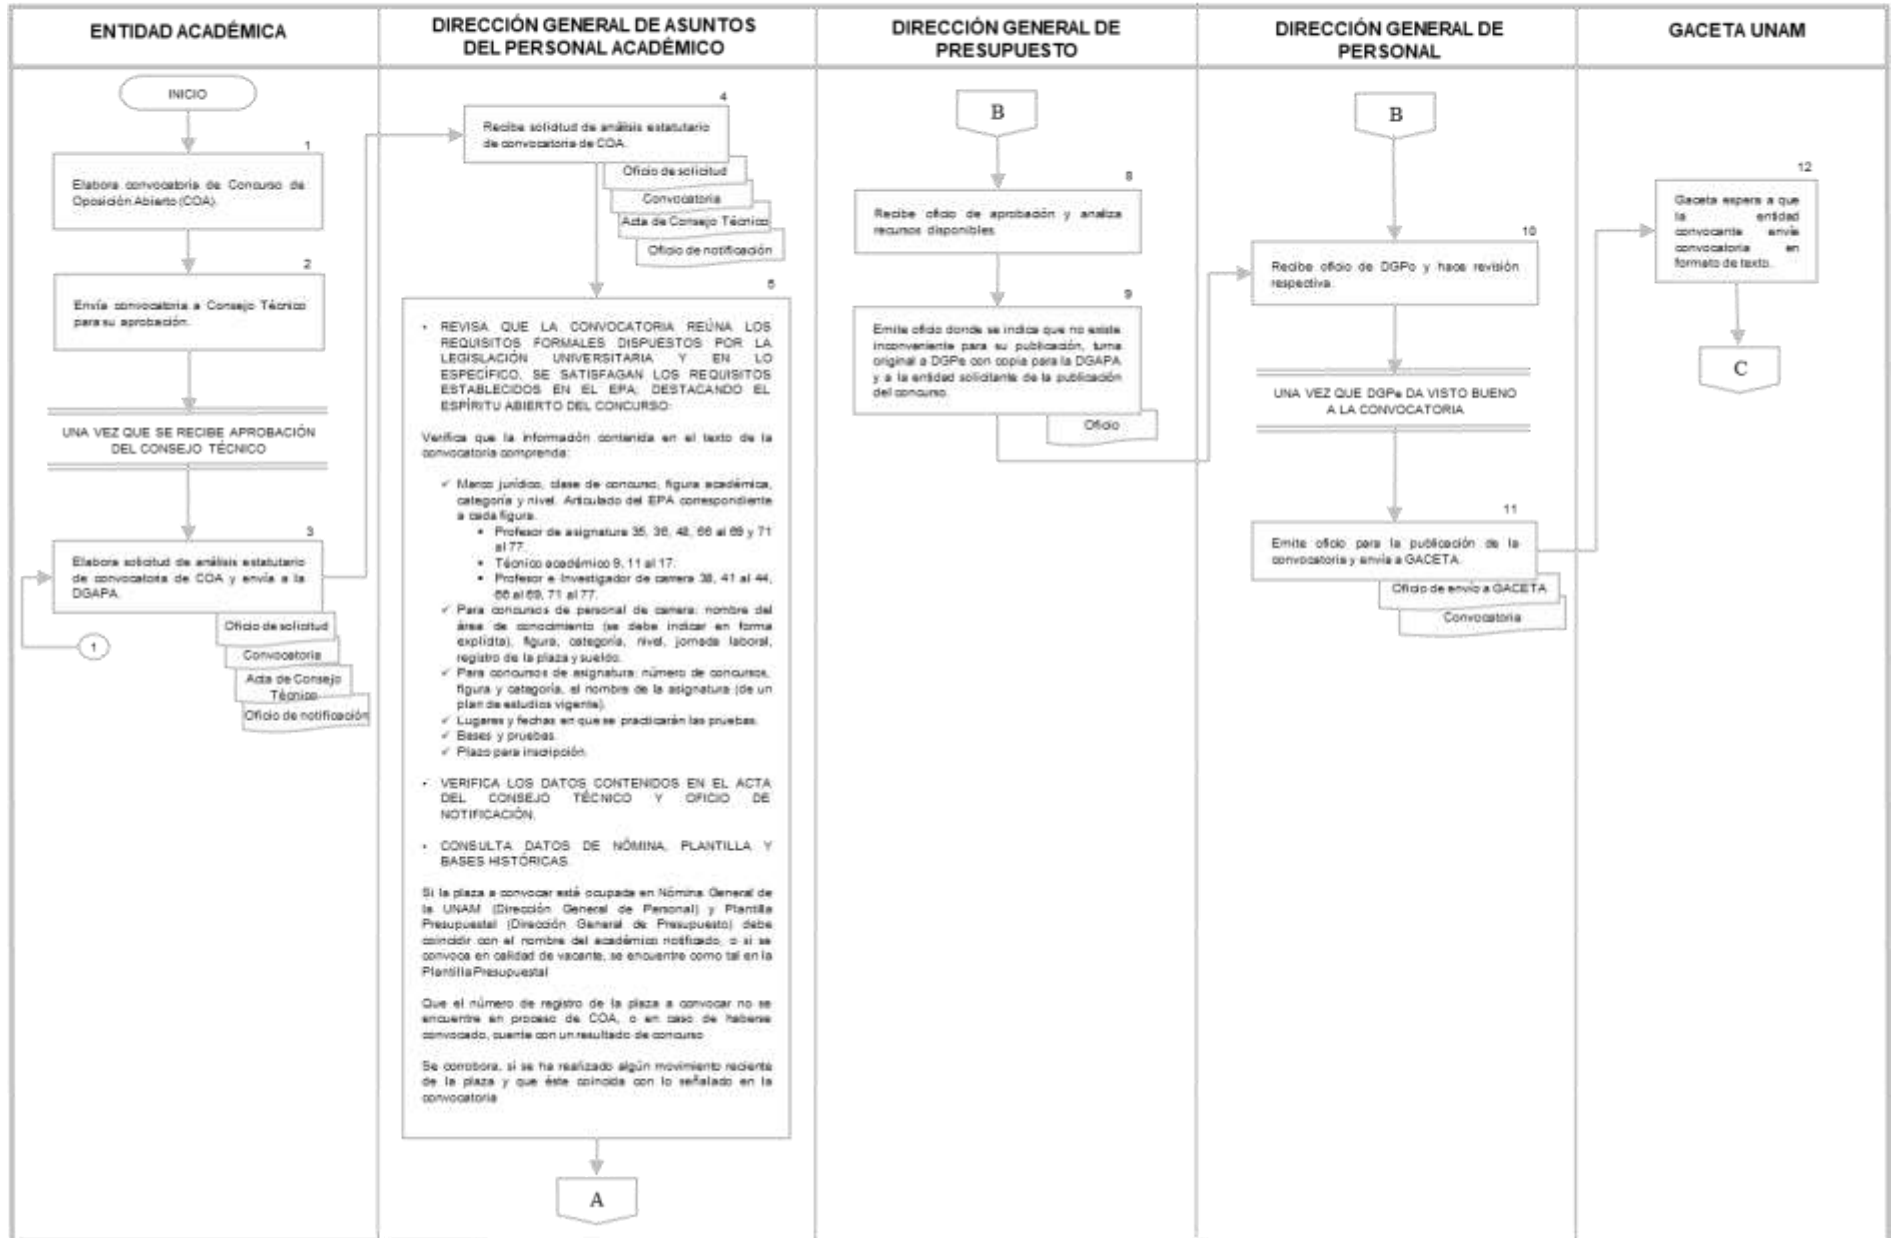 ENTIDAD ACADÉMICA
INICIO
1
Elabora convocatoria de Concurso de
Oposición Abierto (COA).
2
Envía convocatoria a Consejo Técnico
para su aprobación.
UNA VEZ QUE SE RECIBE APROBACIÓN
DEL CONSEJO TÉCNICO
3
Elabora solicitud de análisis estatutario
de convocatoria de COA y envía a la
DGAPA.
Oficio de solicitud
Convocatoria
Acta de Consejo
Técnico
Oficio de notificación
1
DIRECCIÓN GENERAL DE ASUNTOS
DEL PERSONAL ACADÉMICO
4
Recibe solicitud de análisis estatutario
de convocatoria de COA.
Oficio de solicitud
Convocatoria
Acta de Consejo Técnico
Oficio de notificación
5
• REVISA QUE LA CONVOCATORIA REÚNA LOS
REQUISITOS FORMALES DISPUESTOS POR LA
LEGISLACIÓN UNIVERSITARIA Y EN LO
ESPECÍFICO, SE SATISFAGAN LOS REQUISITOS
ESTABLECIDOS EN EL EPA, DESTACANDO EL
ESPÍRITU ABIERTO DEL CONCURSO:
Verifica que la información contenida en el texto de la
convocatoria comprenda:
✓ Marco jurídico, clase de concurso, figura académica,
categoría y nivel. Articulado del EPA correspondiente
a cada figura.
• Profesor de asignatura 35, 36, 48, 66 al 69 y 71
al 77.
• Técnico académico 9, 11 al 17.
• Profesor e Investigador de carrera 38, 41 al 44,
66 al 69, 71 al 77.
✓ Para concursos de personal de carrera: nombre del
área de conocimiento (se debe indicar en forma
explícita), figura, categoría, nivel, jornada laboral,
registro de la plaza y sueldo.
✓ Para concursos de asignatura: número de concursos,
figura y categoría, el nombre de la asignatura (de un
plan de estudios vigente).
✓ Lugares y fechas en que se practicarán las pruebas.
✓ Bases y pruebas.
✓ Plazo para inscripción.
• VERIFICA LOS DATOS CONTENIDOS EN EL ACTA
DEL CONSEJO TÉCNICO Y OFICIO DE
NOTIFICACIÓN.
• CONSULTA DATOS DE NÓMINA, PLANTILLA Y
BASES HISTÓRICAS.
Si la plaza a convocar está ocupada en Nómina General de
la UNAM (Dirección General de Personal) y Plantilla
Presupuestal (Dirección General de Presupuesto) debe
coincidir con el nombre del académico notificado, o si se
convoca en calidad de vacante, se encuentre como tal en la
Plantilla Presupuestal
Que el número de registro de la plaza a convocar no se
encuentre en proceso de COA, o en caso de haberse
convocado, cuente con un resultado de concurso
Se corrobora, si se ha realizado algún movimiento reciente
de la plaza y que éste coincida con lo señalado en la
convocatoria
A
DIRECCIÓN GENERAL DE
PRESUPUESTO
B
8
Recibe oficio de aprobación y analiza
recursos disponibles.
9
Emite oficio donde se indica que no existe
inconveniente para su publicación, turna
original a DGPe con copia para la DGAPA
y a la entidad solicitante de la publicación
del concurso.
Oficio
DIRECCIÓN GENERAL DE
PERSONAL
B
10
Recibe oficio de DGPo y hace revisión
respectiva.
UNA VEZ QUE DGPe DA VISTO BUENO
A LA CONVOCATORIA
11
Emite oficio para la publicación de la
convocatoria y envía a GACETA.
Oficio de envío a GACETA
Convocatoria
GACETA UNAM
12
Gaceta espera a que
la entidad
convocante envíe
convocatoria en
formato de texto.
C